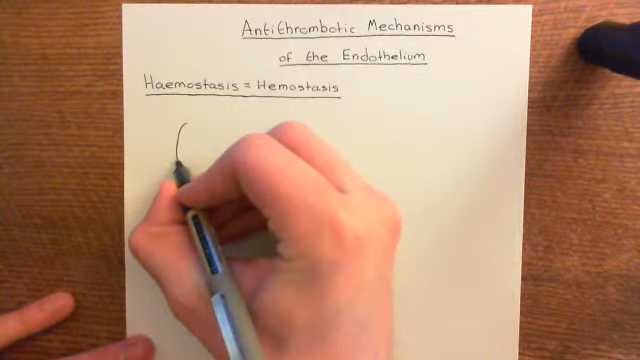 Antithrombotic Mechanisms
of the Endothelium
Haemostasis = Hemostasis